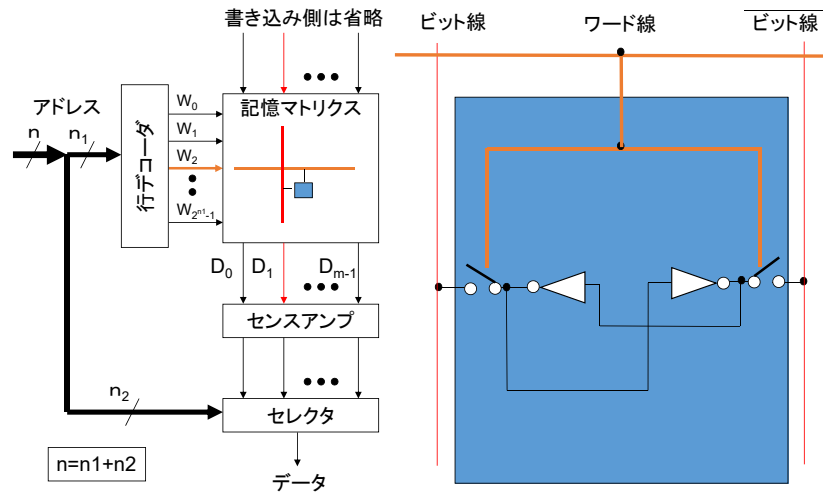 書き込み側は省略
アドレス
n
n1
行デコーダ
W0
W1
W2
W2n1-1
記憶マトリクス
D0
D1
Dm-1
センスアンプ
n2
セレクタ
データ
n=n1+n2
ビット線
ワード線
ビット線